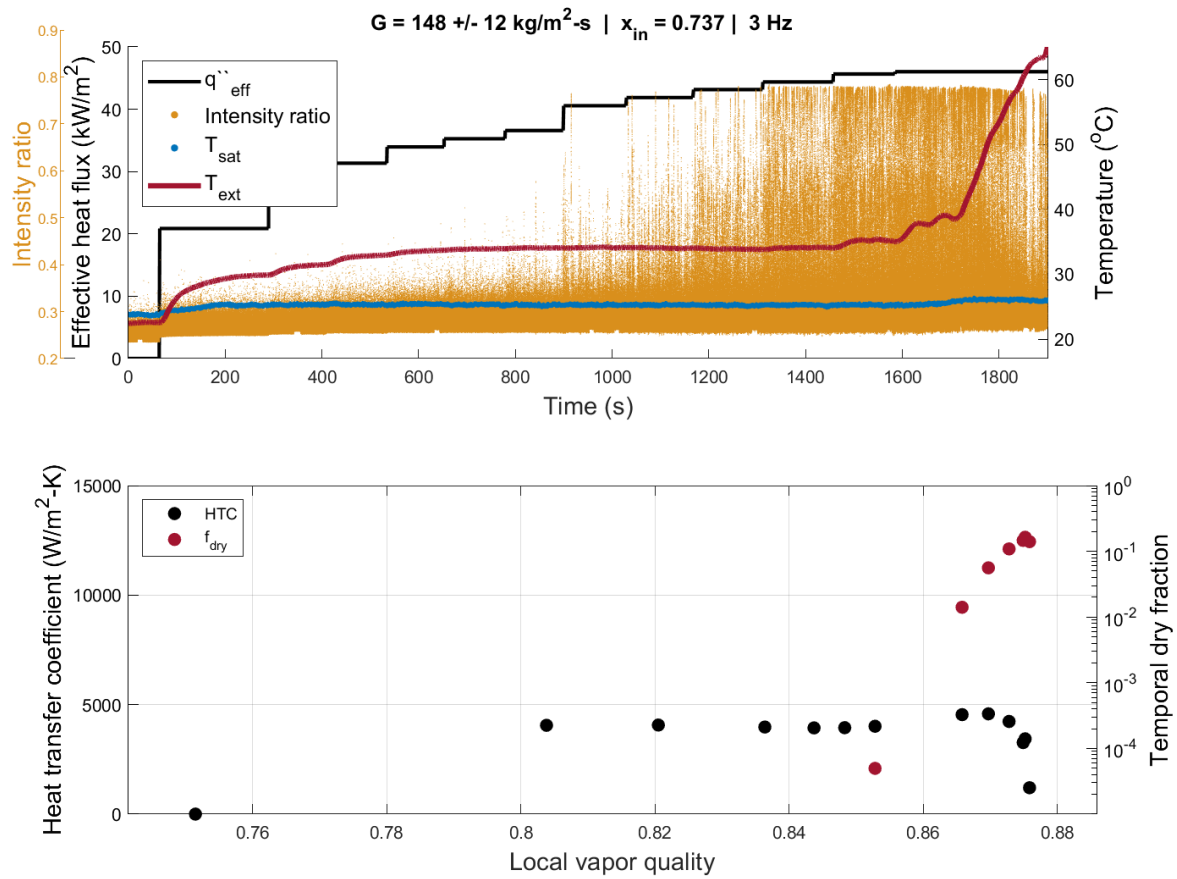 G = 148 +/- 12 kg/m²-s | x_in = 0.737 | 3 Hz
0.9
0.8
0.7
0.6
0.5
0.4
0.3
0.2
Intensity ratio
50
40
30
20
10
0
Effective heat flux (kW/m²)
q``_eff
Intensity ratio
T_sat
T_ext
60
50
40
30
20
Temperature (°C)
0 200 400 600 800 1000 1200 1400 1600 1800
Time (s)
15000
10000
5000
0
Heat transfer coefficient (W/m²-K)
HTC
f_dry
10⁰
10⁻¹
10⁻²
10⁻³
10⁻⁴
Temporal dry fraction
0.76 0.78 0.8 0.82 0.84 0.86 0.88
Local vapor quality